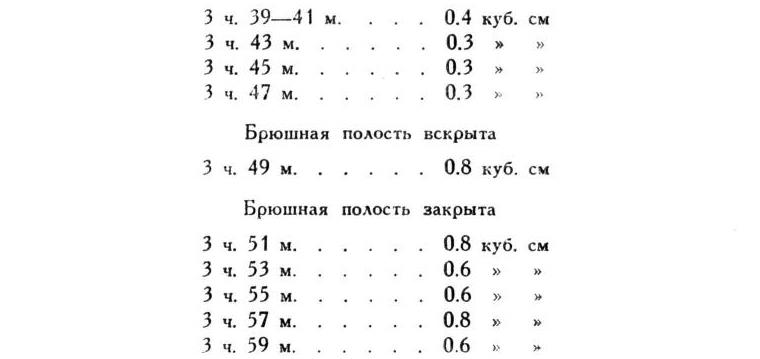 3 ч. 39—41 м. . . . 0.4 куб. см
3 ч. 43 м. . . . . . 0.3 » »
3 ч. 45 м. . . . . . 0.3 » »
3 ч. 47 м. . . . . . 0.3 » »
Брюшная полость вскрыта
3 ч. 49 м. . . . . . 0.8 куб. см
Брюшная полость закрыта
3 ч. 51 м. . . . . . 0.8 куб. см
3 ч. 53 м. . . . . . 0.6 » »
3 ч. 55 м. . . . . . 0.6 » »
3 ч. 57 м. . . . . . 0.8 » »
3 ч. 59 м. . . . . . 0.6 » »